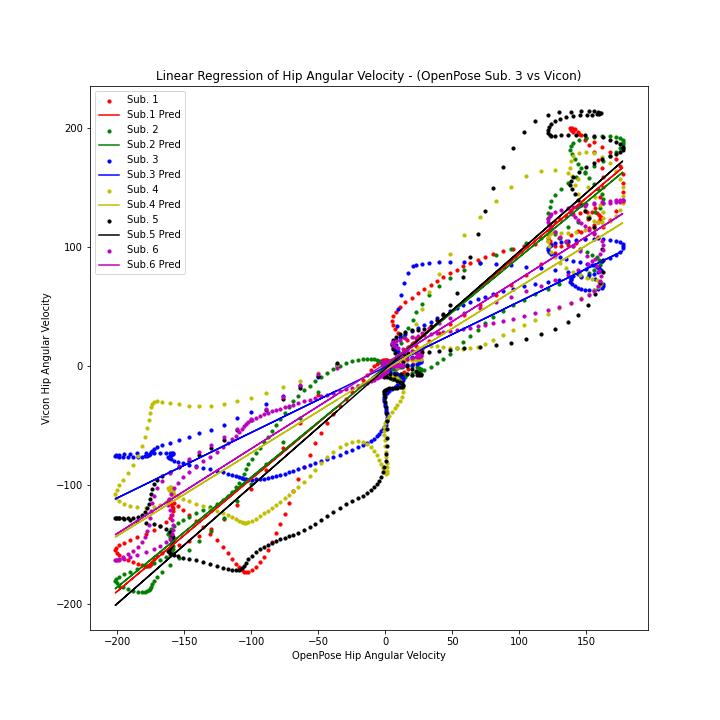 Linear Regression of Hip Angular Velocity - (OpenPose Sub. 3 vs Vicon)
Sub. 1
Sub.1 Pred
Sub. 2
Sub.2 Pred
Sub. 3
Sub.3 Pred
Sub. 4
Sub.4 Pred
Sub. 5
Sub.5 Pred
Sub. 6
Sub.6 Pred
200
100
0
−100
−200
Vicon Hip Angular Velocity
−200 −150 −100 −50 0 50 100 150
OpenPose Hip Angular Velocity